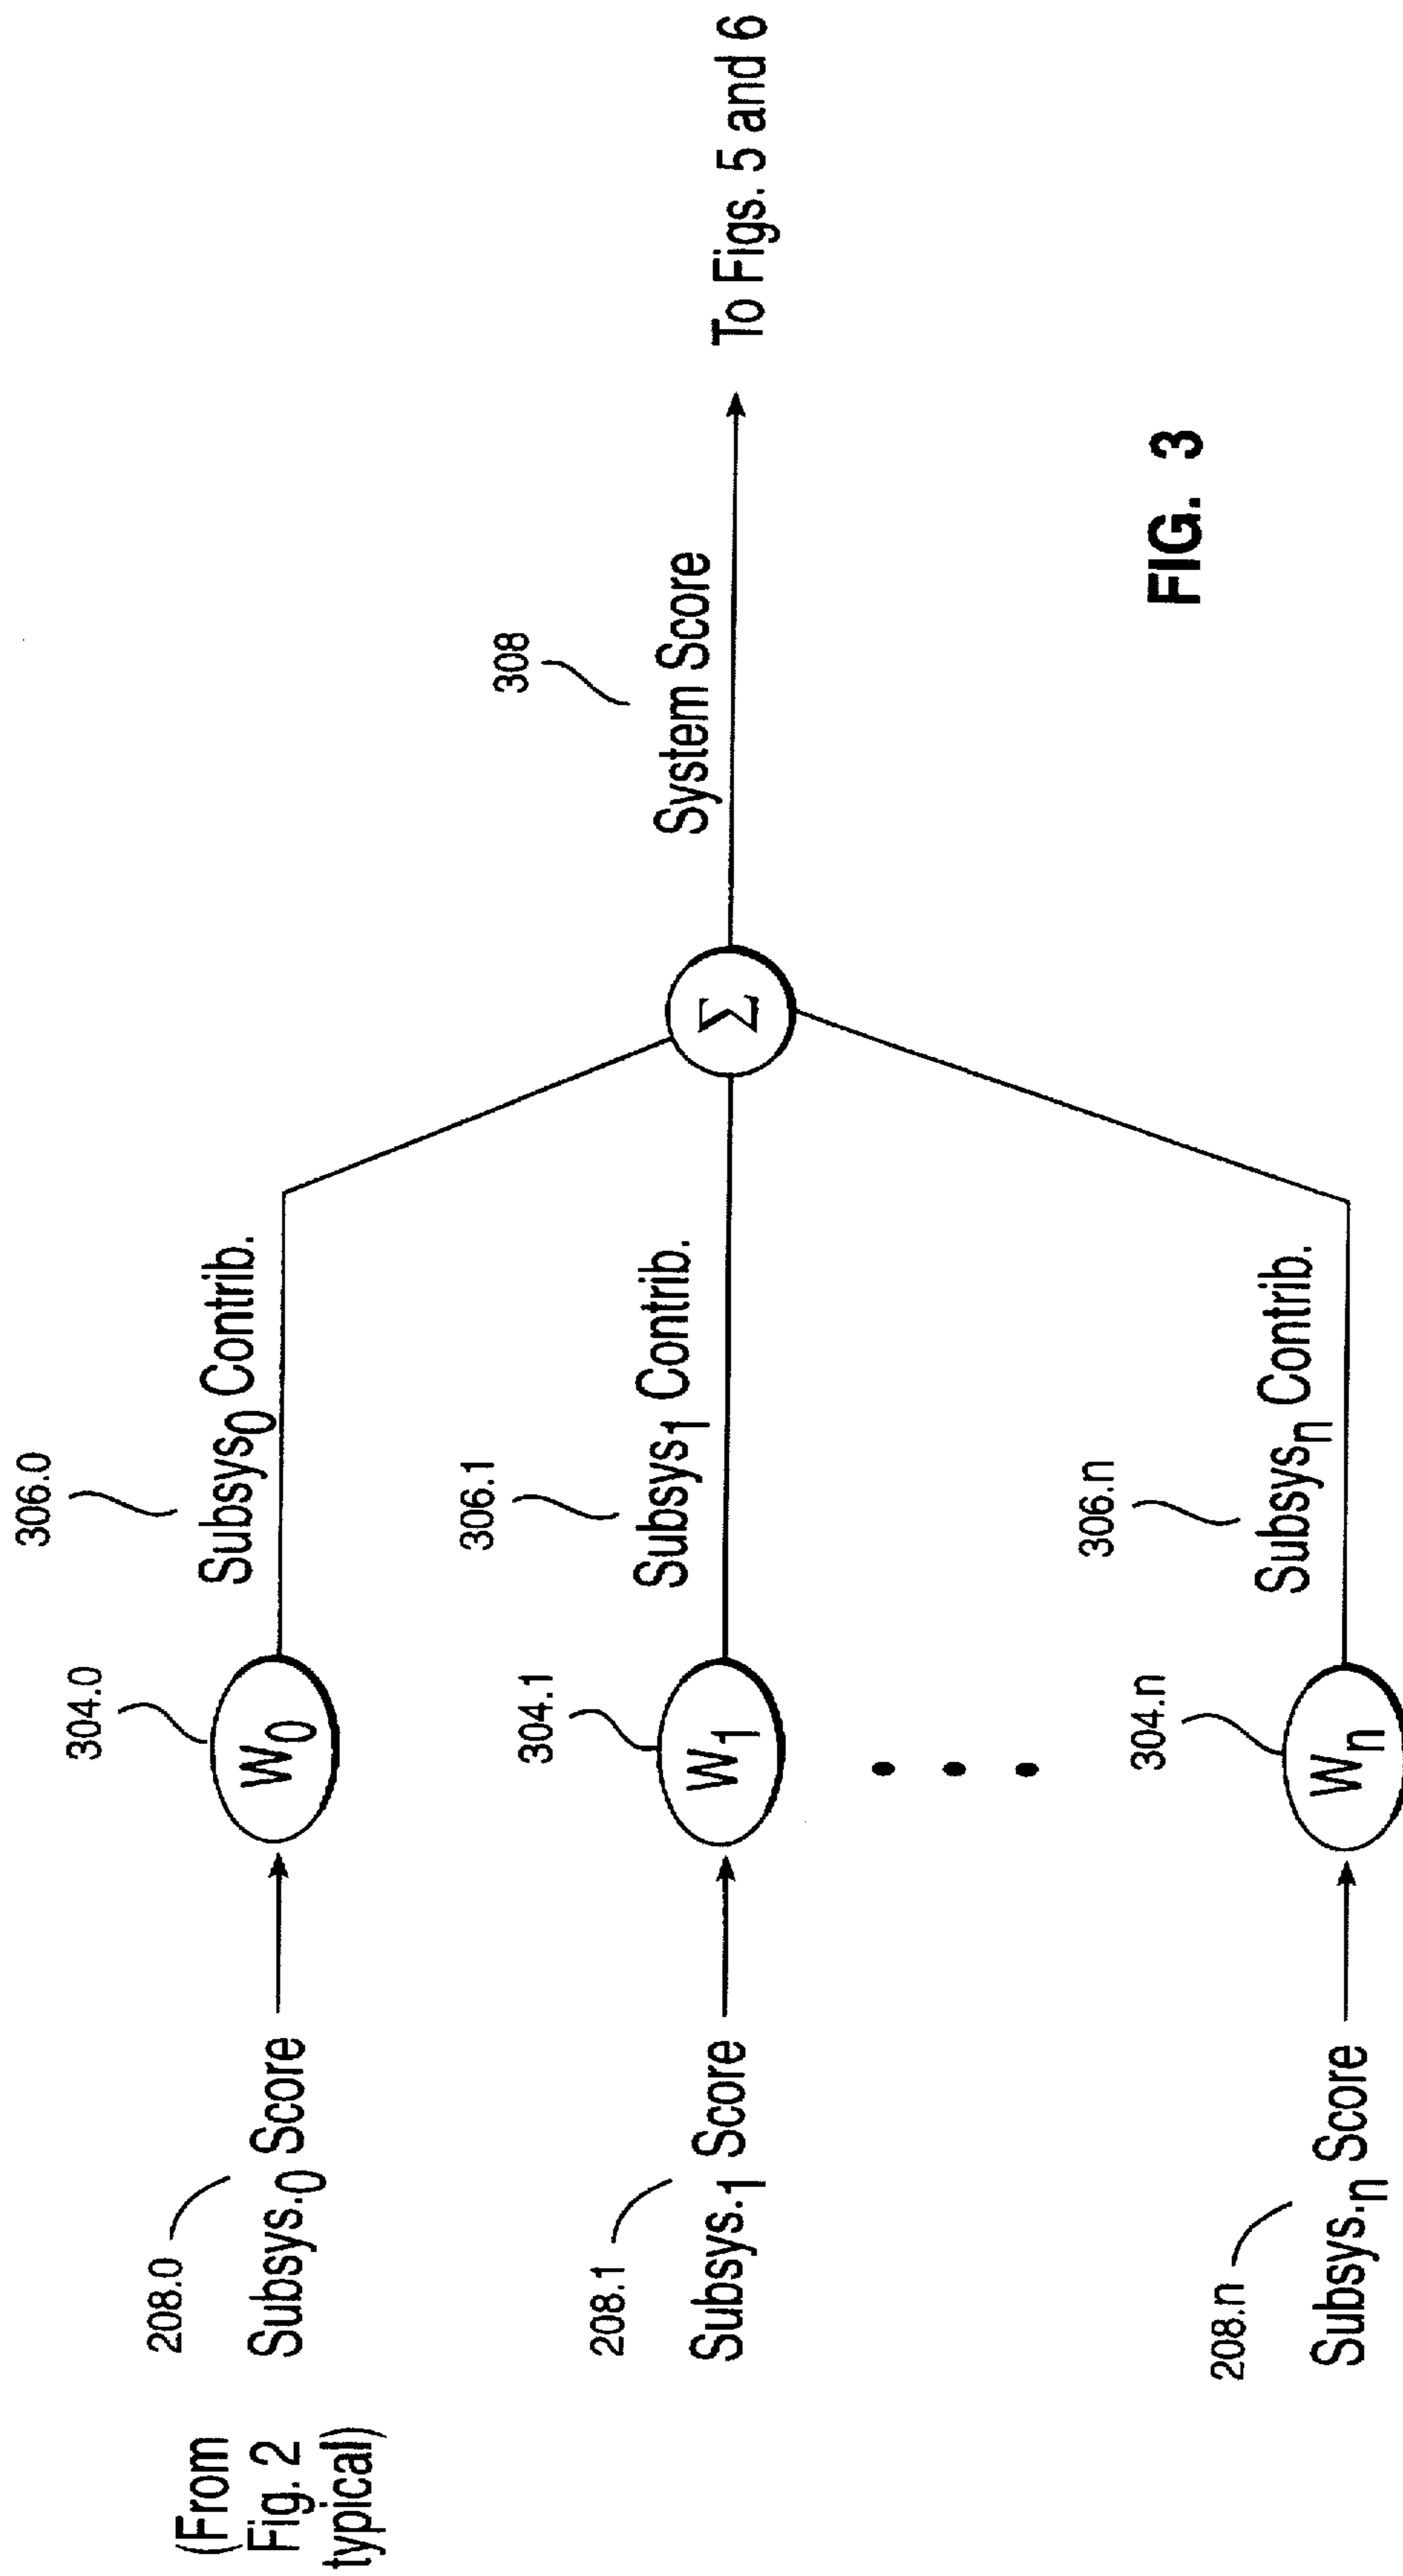 306.0
304.0
208.0
(From
Fig. 2
typical)
Subsys.0 Score
W0
Subsys0 Contrib.
308
306.1
304.1
208.1
Subsys.1 Score
W1
Subsys1 Contrib.
Σ
System Score
To Figs. 5 and 6
306.n
304.n
208.n
Subsys.n Score
Wn
Subsysn Contrib.
FIG. 3